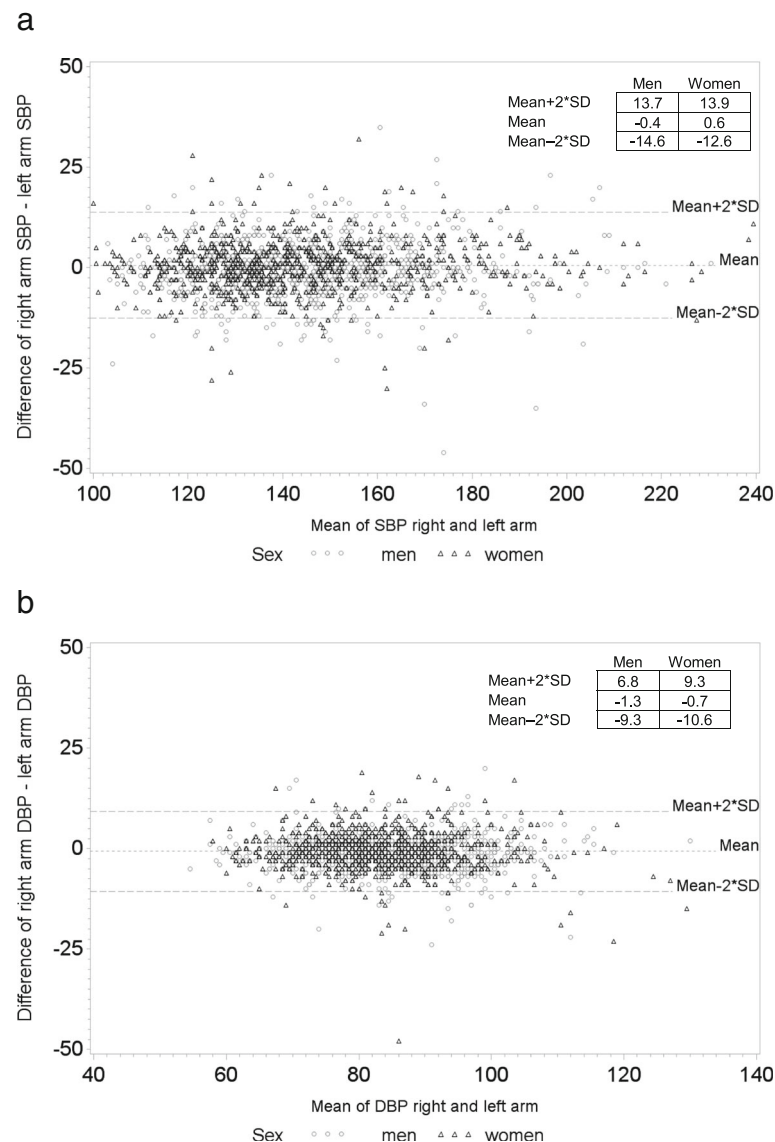 a
50
25
0
-25
-50
Difference of right arm SBP - left arm SBP
Men Women
Mean+2*SD 13.7 13.9
Mean -0.4 0.6
Mean–2*SD -14.6 -12.6
Mean+2*SD
Mean
Mean-2*SD
100 120 140 160 180 200 220 240
Mean of SBP right and left arm
Sex men women
b
50
25
0
-25
-50
Difference of right arm DBP - left arm DBP
Men Women
Mean+2*SD 6.8 9.3
Mean -1.3 -0.7
Mean–2*SD -9.3 -10.6
Mean+2*SD
Mean
Mean-2*SD
40 60 80 100 120 140
Mean of DBP right and left arm
Sex men women